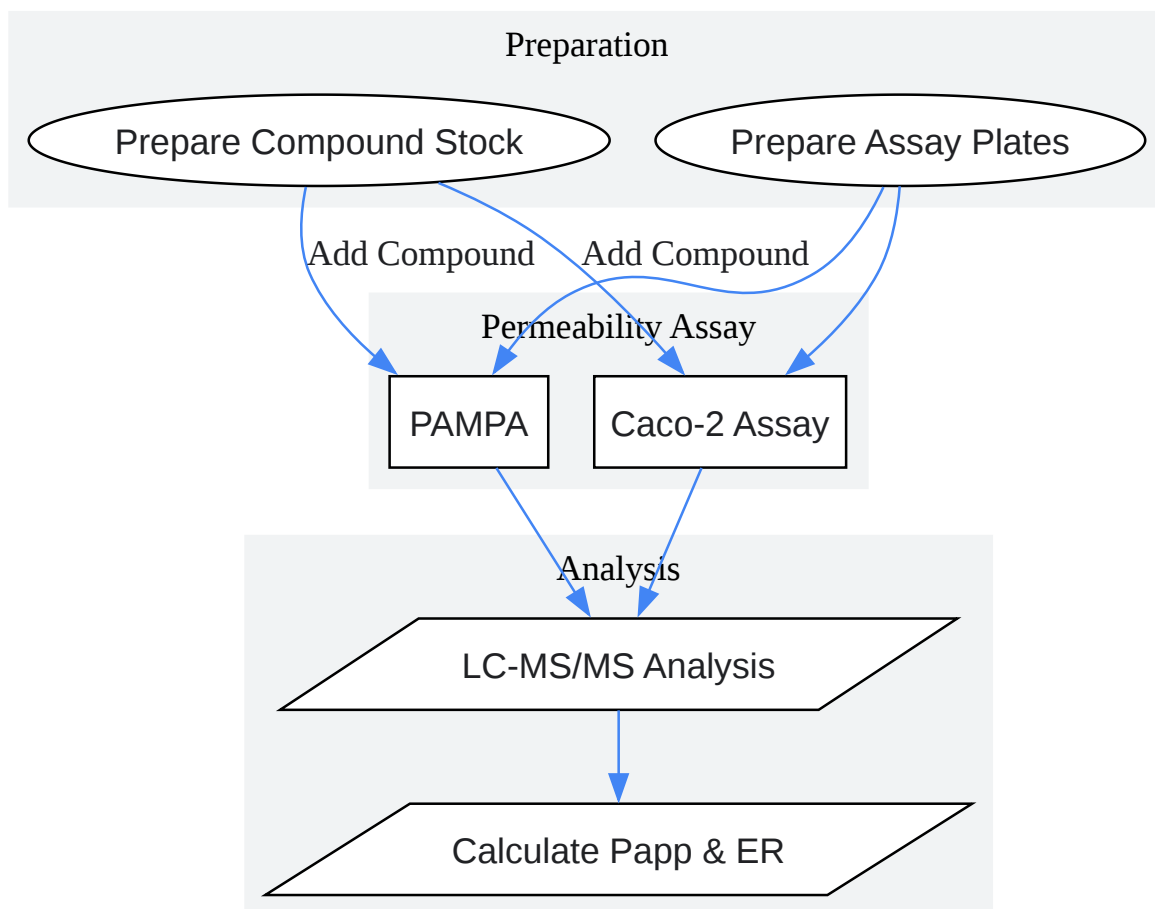 Preparation
Prepare Compound Stock
Prepare Assay Plates
Add Compound
Add Compound
Permeability Assay
PAMPA
Caco-2 Assay
Analysis
LC-MS/MS Analysis
Calculate Papp & ER